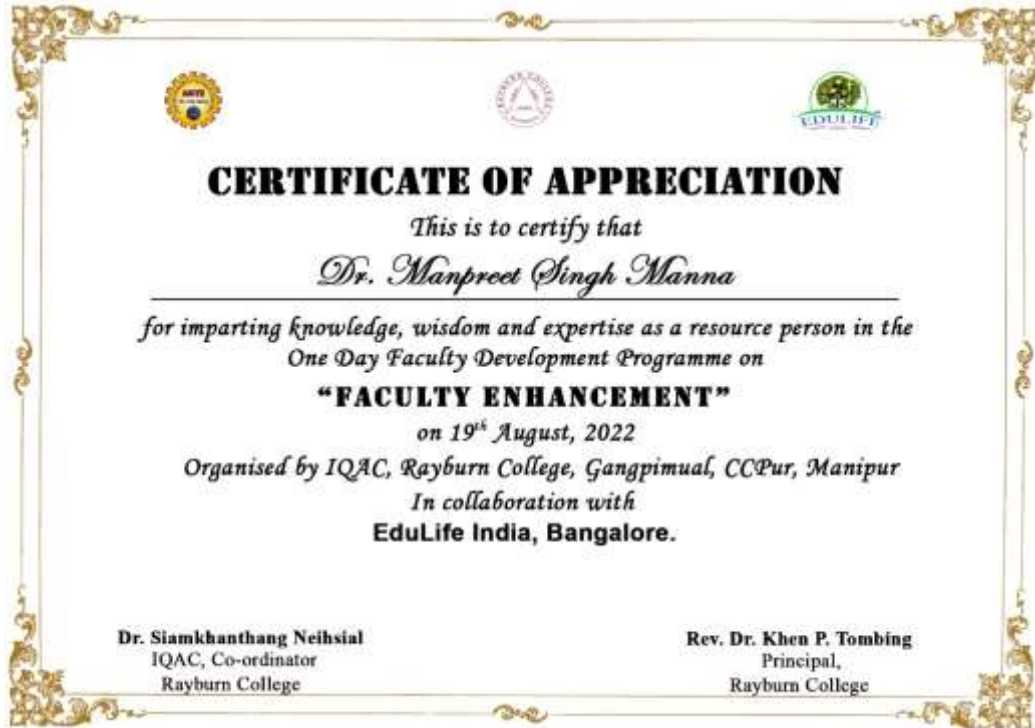 EDULIFE
CERTIFICATE OF APPRECIATION
This is to certify that
Dr. Manpreet Singh Manna
for imparting knowledge, wisdom and expertise as a resource person in the
One Day Faculty Development Programme on
“FACULTY ENHANCEMENT”
on 19th August, 2022
Organised by IQAC, Rayburn College, Gangpimual, CCPur, Manipur
In collaboration with
EduLife India, Bangalore.
Dr. Siamkhanthang Neihsial
IQAC, Co-ordinator
Rayburn College
Rev. Dr. Khen P. Tombing
Principal,
Rayburn College